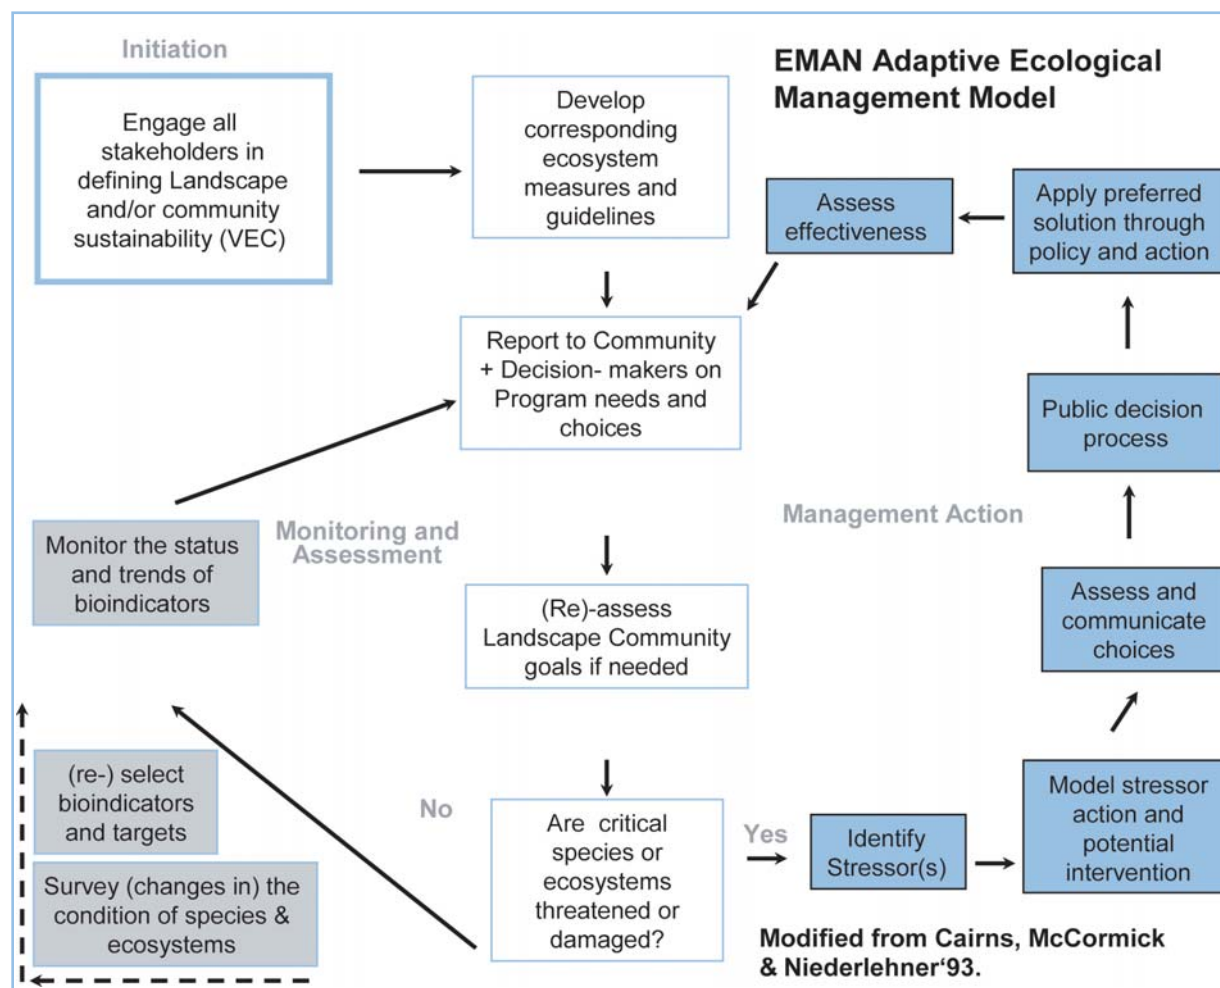 Initiation
EMAN Adaptive Ecological
Management Model
Engage all
stakeholders in
defining Landscape
and/or community
sustainability (VEC)
Develop
corresponding
ecosystem
measures and
guidelines
Assess
effectiveness
Apply preferred
solution through
policy and action
Report to Community
+ Decision- makers on
Program needs and
choices
Public decision
process
Monitoring and
Assessment
Management Action
Monitor the status
and trends of
bioindicators
(Re)-assess
Landscape Community
goals if needed
Assess and
communicate
choices
(re-) select
bioindicators
and targets
Survey (changes in) the
condition of species &
ecosystems
No
Are critical
species or
ecosystems
threatened or
damaged?
Yes
Identify
Stressor(s)
Model stressor
action and
potential
intervention
Modified from Cairns, McCormick
& Niederlehner‘93.